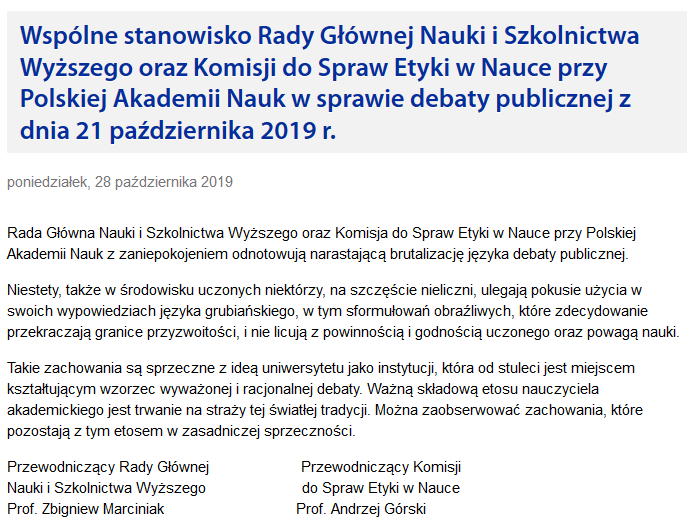 Wspólne stanowisko Rady Głównej Nauki i Szkolnictwa
Wyższego oraz Komisji do Spraw Etyki w Nauce przy
Polskiej Akademii Nauk w sprawie debaty publicznej z
dnia 21 października 2019 r.
poniedziałek, 28 października 2019
Rada Główna Nauki i Szkolnictwa Wyższego oraz Komisja do Spraw Etyki w Nauce przy Polskiej
Akademii Nauk z zaniepokojeniem odnotowują narastającą brutalizację języka debaty publicznej.
Niestety, także w środowisku uczonych niektórzy, na szczęście nieliczni, ulegają pokusie użycia w
swoich wypowiedziach języka grubiańskiego, w tym sformułowań obraźliwych, które zdecydowanie
przekraczają granice przyzwoitości, i nie licują z powinnością i godnością uczonego oraz powagą nauki.
Takie zachowania są sprzeczne z ideą uniwersytetu jako instytucji, która od stuleci jest miejscem
kształtującym wzorzec wyważonej i racjonalnej debaty. Ważną składową etosu nauczyciela
akademickiego jest trwanie na straży tej światłej tradycji. Można zaobserwować zachowania, które
pozostają z tym etosem w zasadniczej sprzeczności.
Przewodniczący Rady Głównej Przewodniczący Komisji
Nauki i Szkolnictwa Wyższego do Spraw Etyki w Nauce
Prof. Zbigniew Marciniak Prof. Andrzej Górski